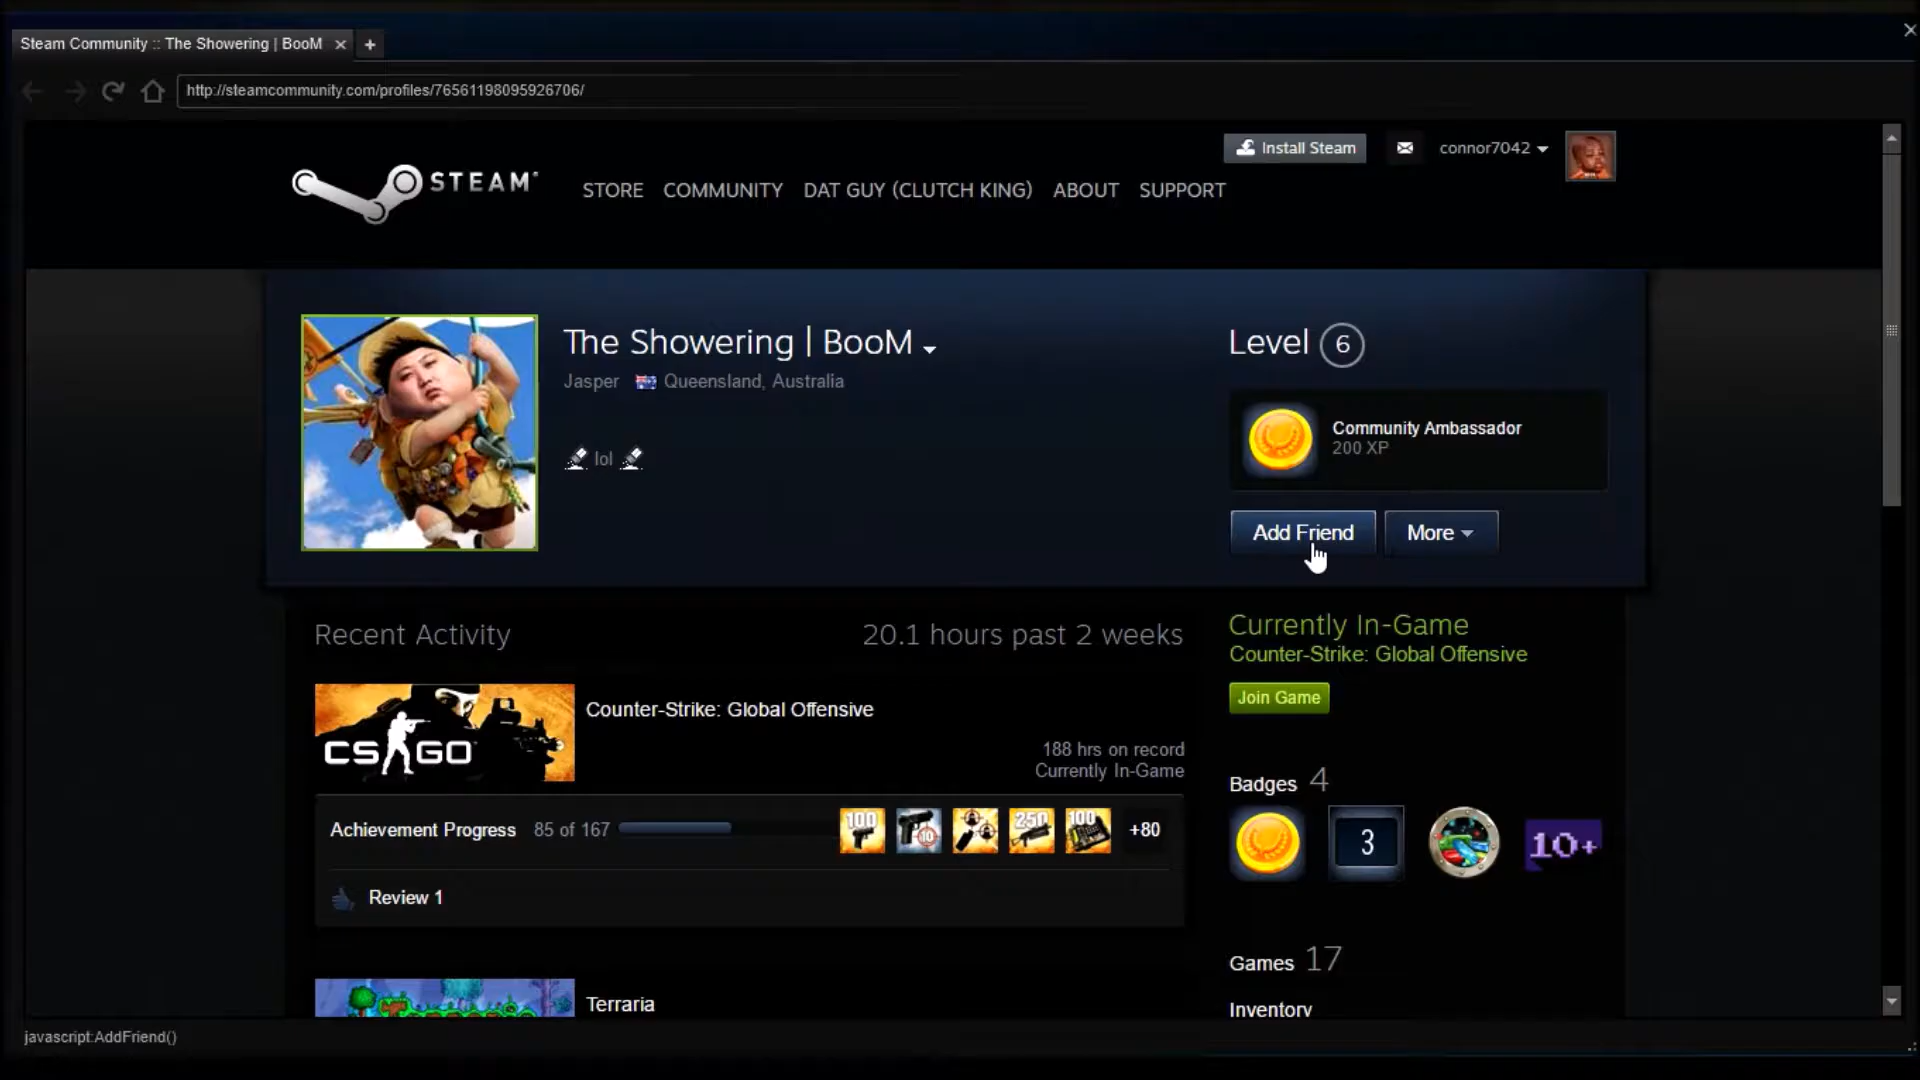 Steam Community :: The Showering | BooM
http://steamcommunity.com/profiles/76561198095926706/
Install Steam
connor7042
STEAM
STORE COMMUNITY DAT GUY (CLUTCH KING) ABOUT SUPPORT
The Showering | BooM
Jasper Queensland, Australia
lol
Level 6
Community Ambassador
200 XP
Add Friend More
Recent Activity 20.1 hours past 2 weeks
Currently In-Game
Counter-Strike: Global Offensive
Join Game
CS GO
Counter-Strike: Global Offensive
188 hrs on record
Currently In-Game
Achievement Progress 85 of 167 100 10 250 100 +80
Review 1
Badges 4
3 10+
Games 17
Inventory
Terraria
javascript:AddFriend()